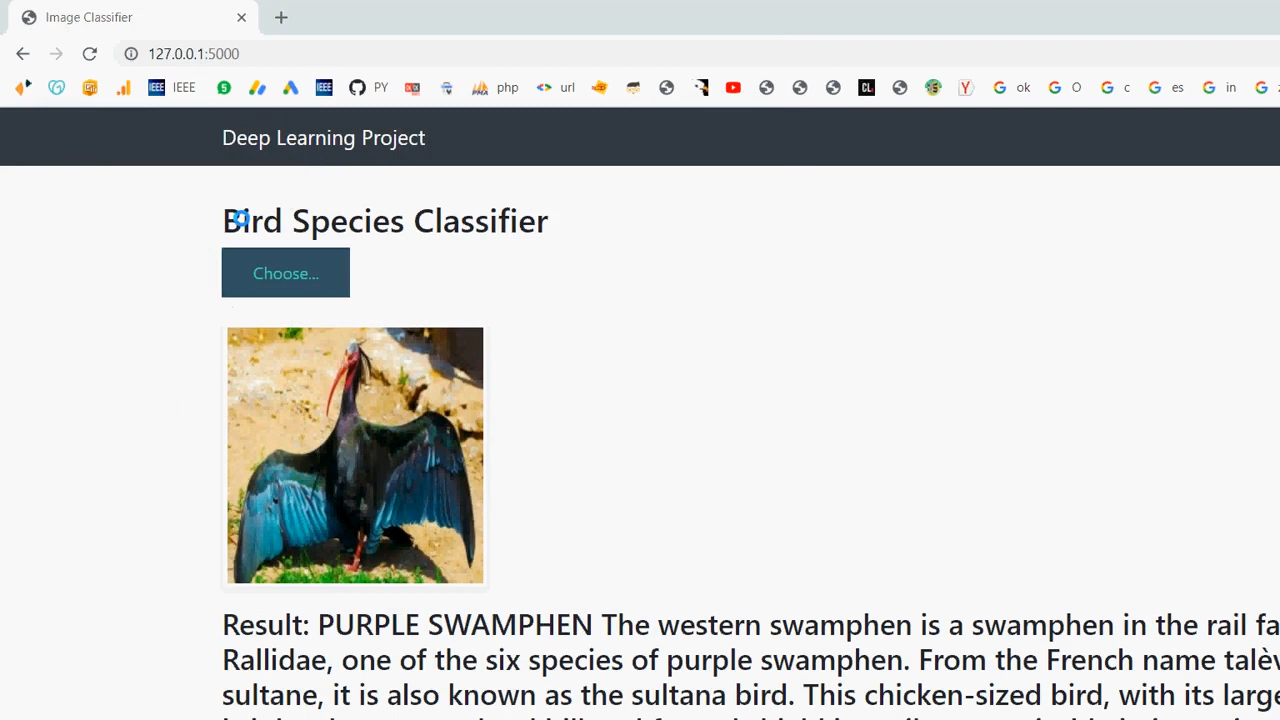 Image Classifier
127.0.0.1:5000
IEEE PY php url ok O c es in
Deep Learning Project
Bird Species Classifier
Choose...
Result: PURPLE SWAMPHEN The western swamphen is a swamphen in the rail fa
Rallidae, one of the six species of purple swamphen. From the French name talèv
sultane, it is also known as the sultana bird. This chicken-sized bird, with its large